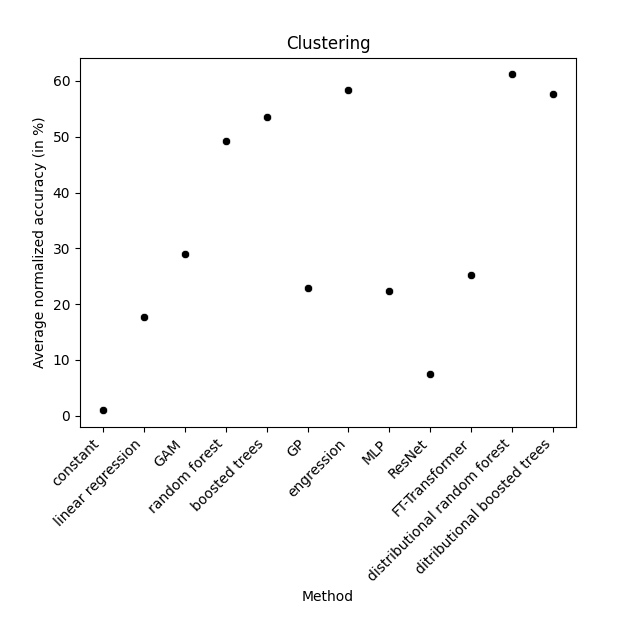 Clustering
Average normalized accuracy (in %)
60
50
40
30
20
10
0
constant
linear regression
GAM
random forest
boosted trees
GP
engression
MLP
ResNet
FT-Transformer
distributional random forest
ditributional boosted trees
Method